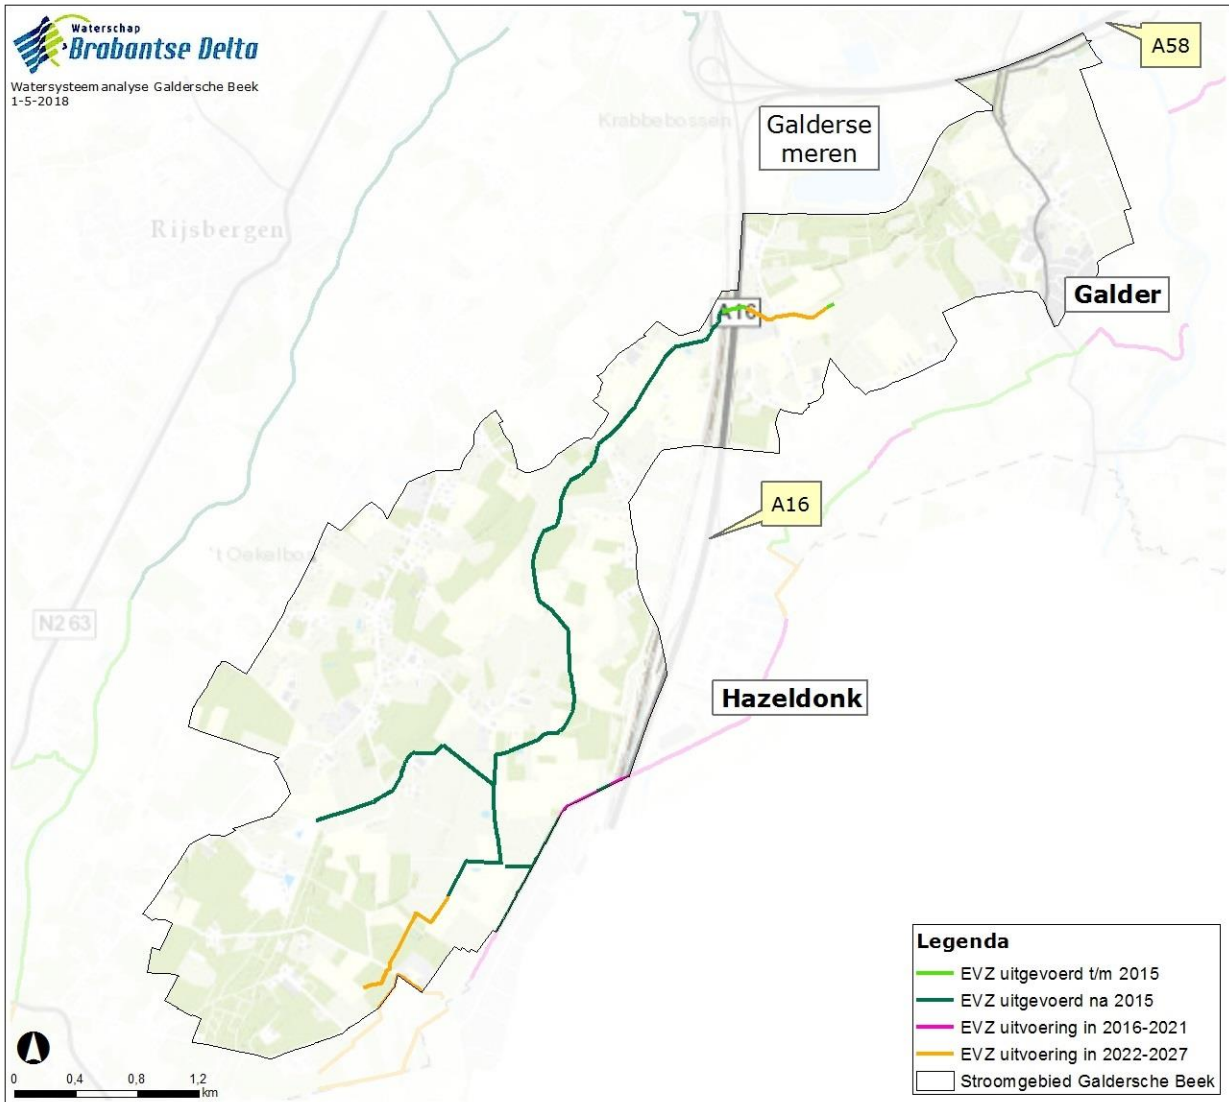 Waterschap
Brabantse Delta
Watersysteemanalyse Galdersche Beek
1-5-2018
A58
Krabbebossen
Galderse
meren
Rijsbergen
Galder
A16
A16
't Oekelbos
N263
Hazeldonk
Legenda
EVZ uitgevoerd t/m 2015
EVZ uitgevoerd na 2015
EVZ uitvoering in 2016-2021
EVZ uitvoering in 2022-2027
Stroomgebied Galdersche Beek
0 0,4 0,8 1,2
km